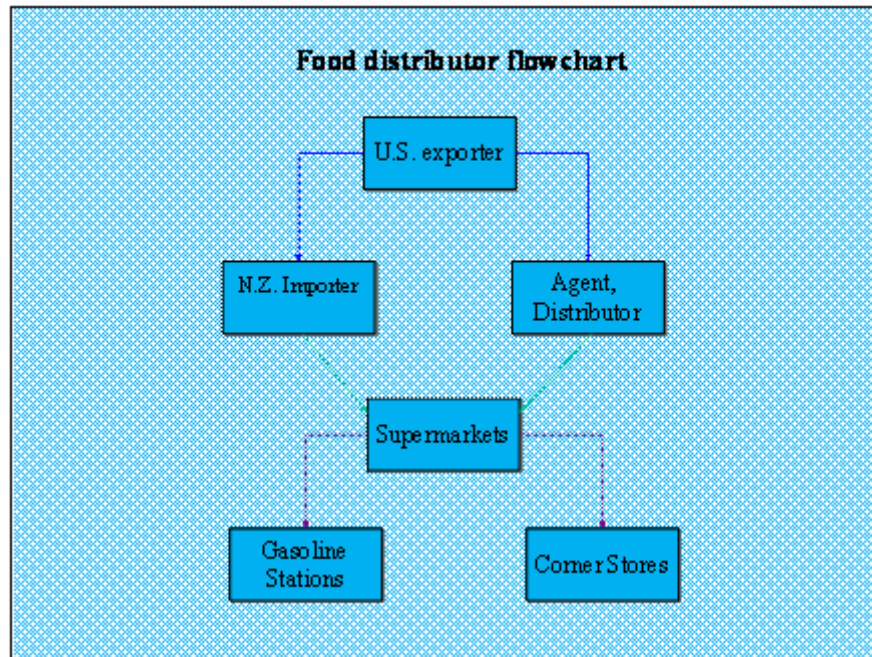 Food distributor flowchart
U.S. exporter
N.Z. Importer
Agent,
Distributor
Supermarkets
Gasoline
Stations
Corner Stores